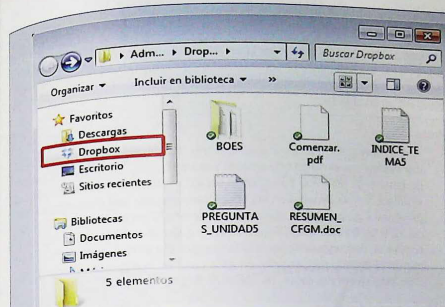 Adm... Drop...
Buscar Dropbox
Organizar
Incluir en biblioteca
»
Favoritos
Descargas
Dropbox
Escritorio
Sitios recientes
Bibliotecas
Documentos
Imágenes
BOES
Comenzar.
pdf
INDICE_TE
MA5
PREGUNTA
S_UNIDAD5
RESUMEN_
CFGM.doc
5 elementos